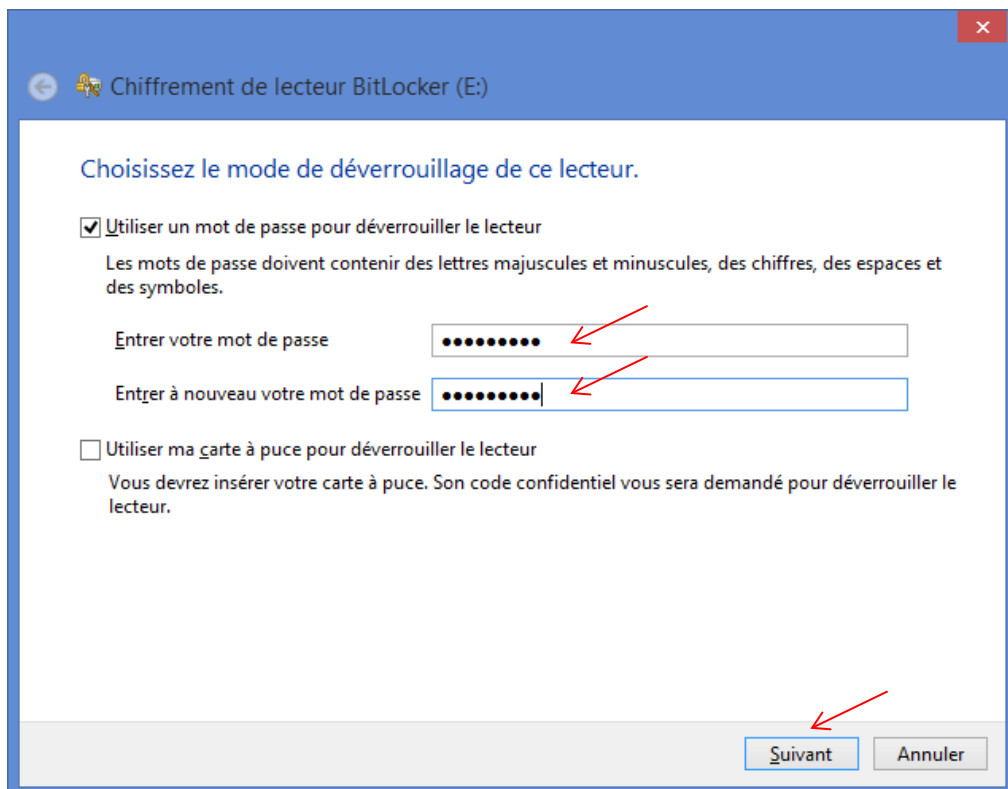 Chiffrement de lecteur BitLocker (E:)
Choisissez le mode de déverrouillage de ce lecteur.
Utiliser un mot de passe pour déverrouiller le lecteur
Les mots de passe doivent contenir des lettres majuscules et minuscules, des chiffres, des espaces et
des symboles.
Entrer votre mot de passe ●●●●●●●●●
Entrer à nouveau votre mot de passe ●●●●●●●●●
Utiliser ma carte à puce pour déverrouiller le lecteur
Vous devrez insérer votre carte à puce. Son code confidentiel vous sera demandé pour déverrouiller le
lecteur.
Suivant Annuler